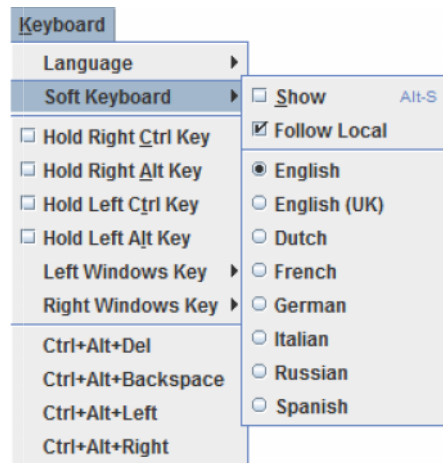 Keyboard
Language
Soft Keyboard
Hold Right Ctrl Key
Hold Right Alt Key
Hold Left Ctrl Key
Hold Left Alt Key
Left Windows Key
Right Windows Key
Ctrl+Alt+Del
Ctrl+Alt+Backspace
Ctrl+Alt+Left
Ctrl+Alt+Right
Show Alt-S
Follow Local
English
English (UK)
Dutch
French
German
Italian
Russian
Spanish